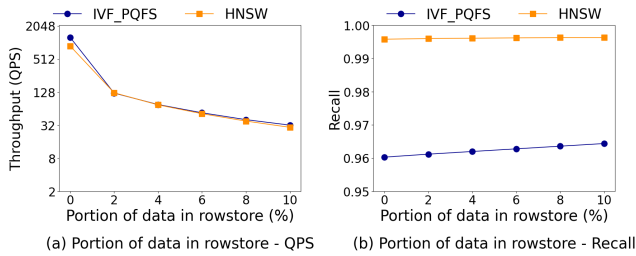 IVF_PQFS HNSW
2048
512
128
32
8
2
Throughput (QPS)
0 2 4 6 8 10
Portion of data in rowstore (%)
(a) Portion of data in rowstore - QPS
IVF_PQFS HNSW
1.00
0.99
0.98
0.97
0.96
0.95
Recall
0 2 4 6 8 10
Portion of data in rowstore (%)
(b) Portion of data in rowstore - Recall